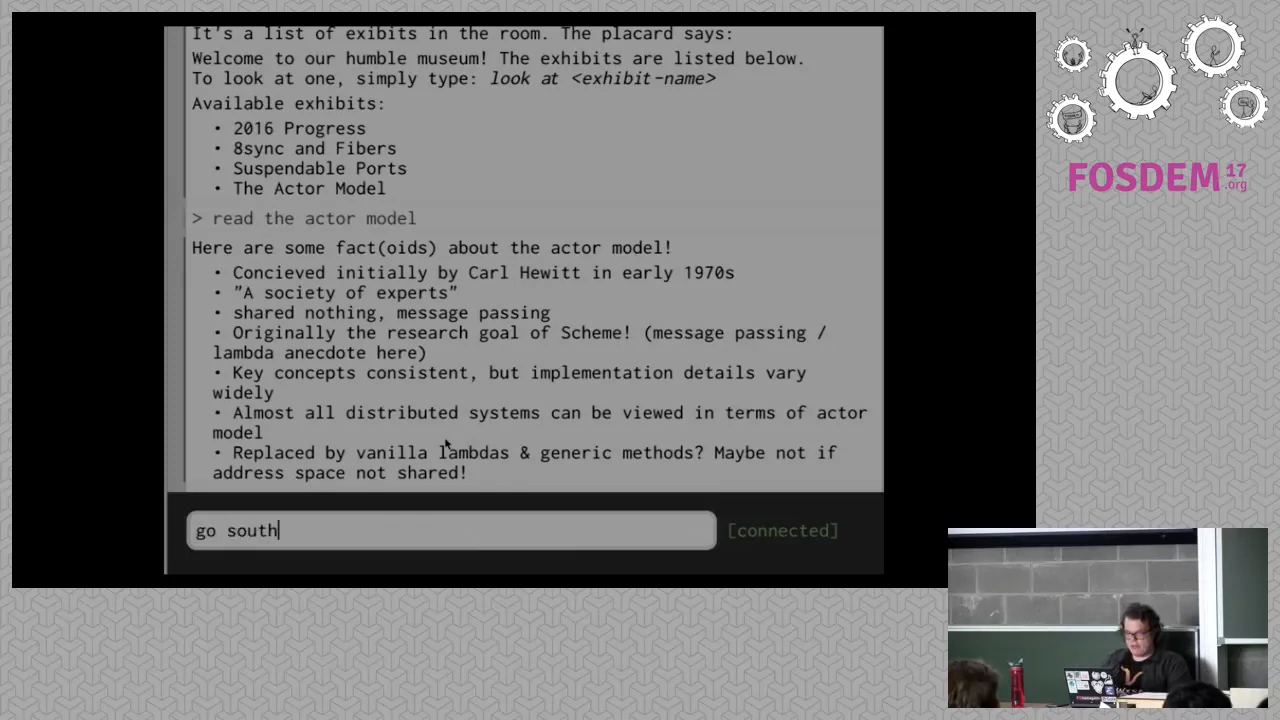 It's a list of exibits in the room. The placard says:
Welcome to our humble museum! The exhibits are listed below.
To look at one, simply type: look at <exhibit-name>
Available exhibits:
• 2016 Progress
• 8sync and Fibers
• Suspendable Ports
• The Actor Model
> read the actor model
Here are some fact(oids) about the actor model!
• Concieved initially by Carl Hewitt in early 1970s
• "A society of experts"
• shared nothing, message passing
• Originally the research goal of Scheme! (message passing /
lambda anecdote here)
• Key concepts consistent, but implementation details vary
widely
• Almost all distributed systems can be viewed in terms of actor
model
• Replaced by vanilla lambdas & generic methods? Maybe not if
address space not shared!
go south
[connected]
FOSDEM 17
.org